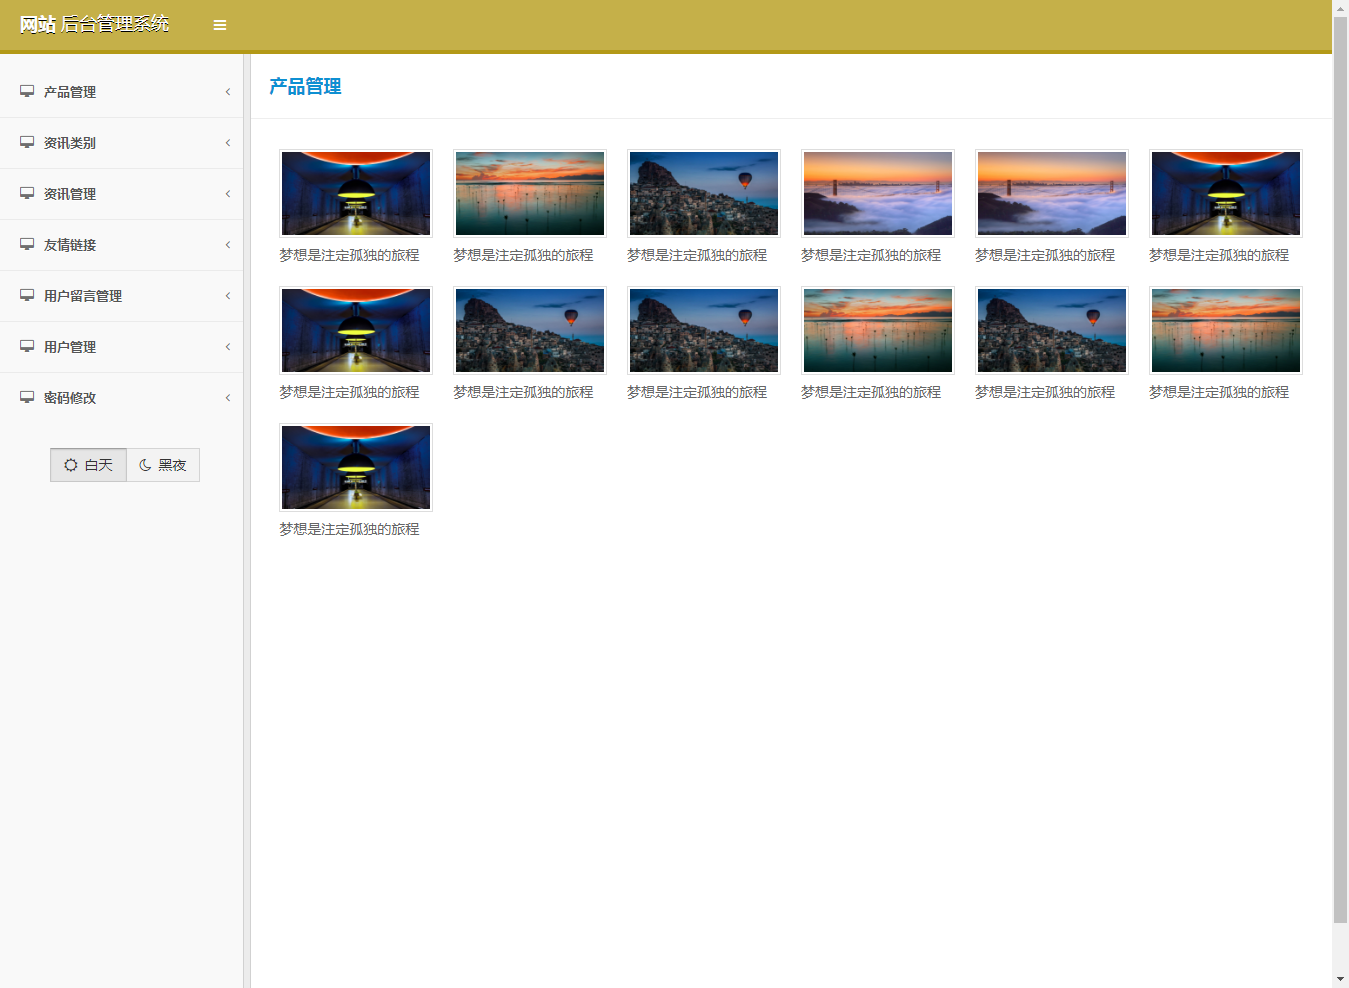 网站 后台管理系统
产品管理
资讯类别
资讯管理
友情链接
用户留言管理
用户管理
密码修改
白天 黑夜
产品管理
梦想是注定孤独的旅程 梦想是注定孤独的旅程 梦想是注定孤独的旅程 梦想是注定孤独的旅程 梦想是注定孤独的旅程 梦想是注定孤独的旅程
梦想是注定孤独的旅程 梦想是注定孤独的旅程 梦想是注定孤独的旅程 梦想是注定孤独的旅程 梦想是注定孤独的旅程 梦想是注定孤独的旅程
梦想是注定孤独的旅程